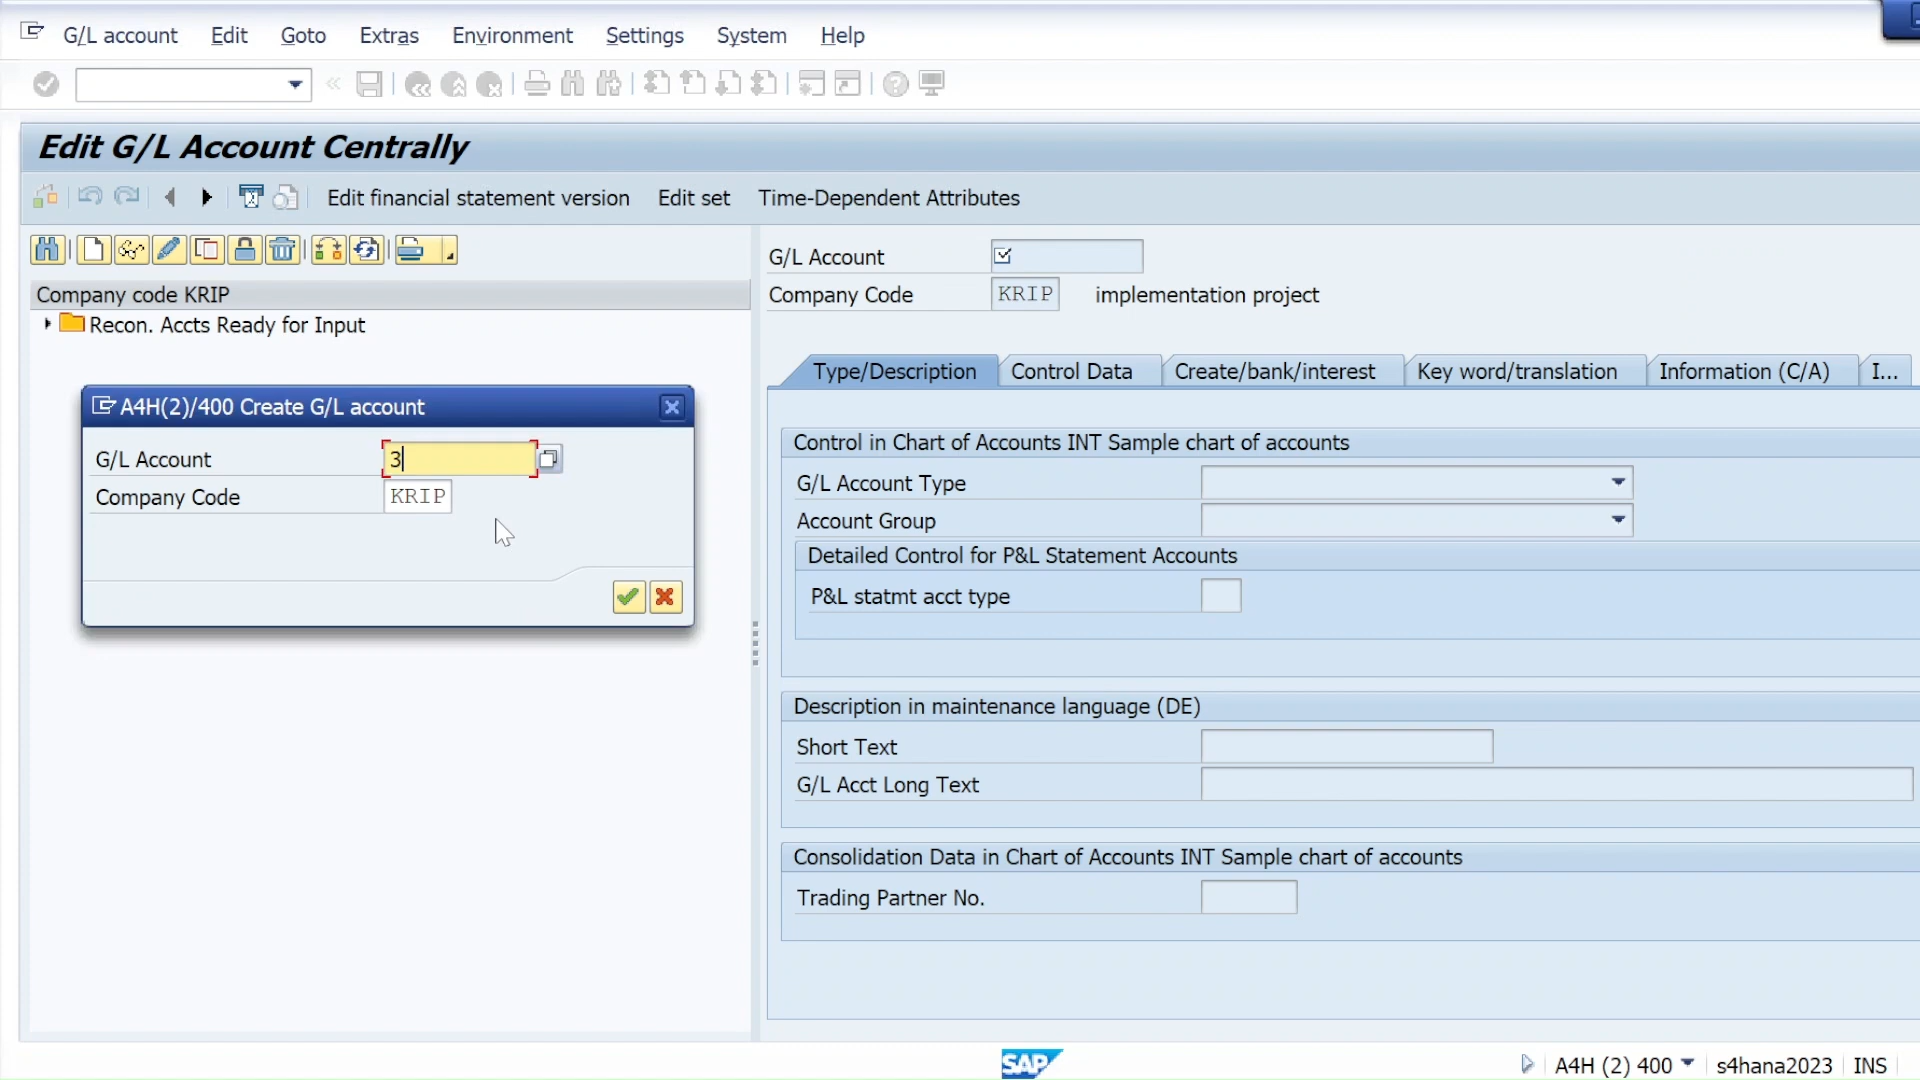 G/L account Edit Goto Extras Environment Settings System Help
Edit G/L Account Centrally
Edit financial statement version Edit set Time-Dependent Attributes
Company code KRIP
Recon. Accts Ready for Input
A4H(2)/400 Create G/L account
G/L Account 3
Company Code KRIP
G/L Account
Company Code KRIP implementation project
Type/Description Control Data Create/bank/interest Key word/translation Information (C/A) I...
Control in Chart of Accounts INT Sample chart of accounts
G/L Account Type
Account Group
Detailed Control for P&L Statement Accounts
P&L statmt acct type
Description in maintenance language (DE)
Short Text
G/L Acct Long Text
Consolidation Data in Chart of Accounts INT Sample chart of accounts
Trading Partner No.
SAP A4H (2) 400 s4hana2023 INS